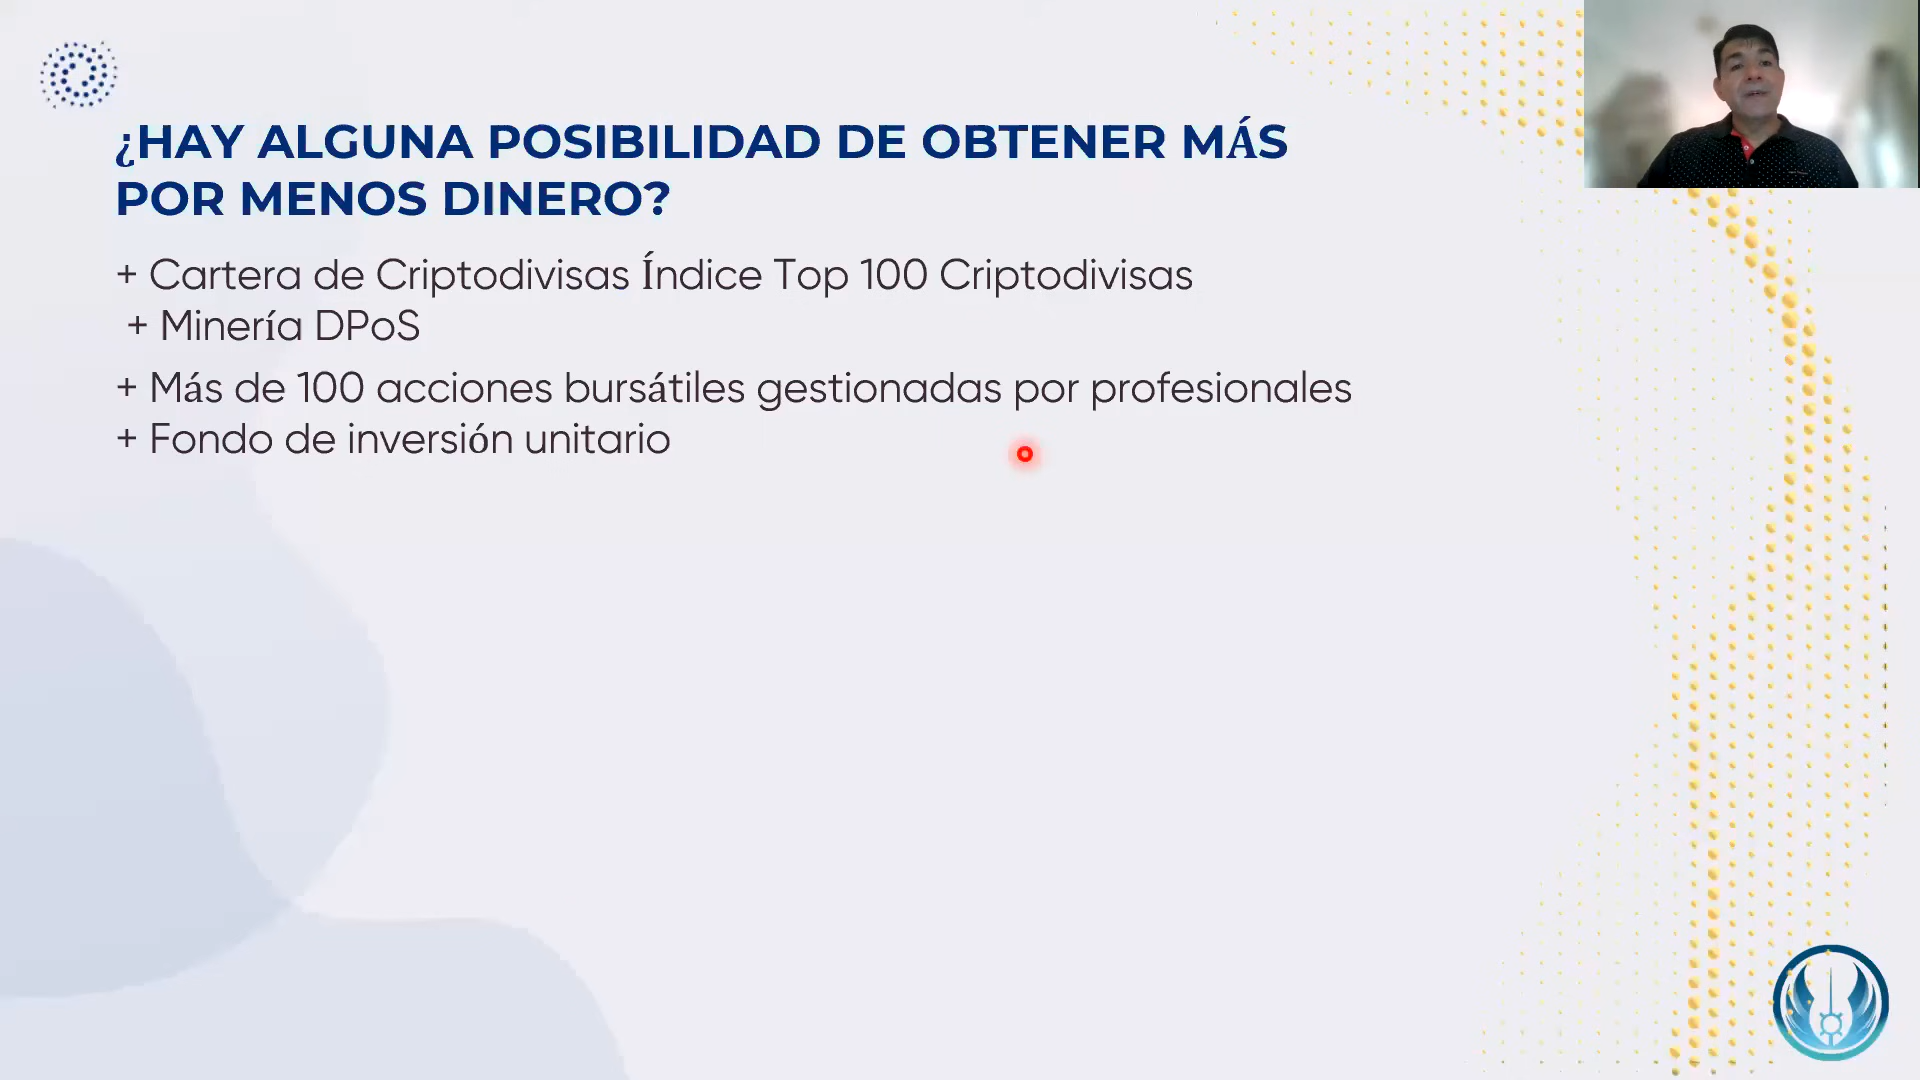 ¿HAY ALGUNA POSIBILIDAD DE OBTENER MÁS
POR MENOS DINERO?
+ Cartera de Criptodivisas Índice Top 100 Criptodivisas
+ Minería DPoS
+ Más de 100 acciones bursátiles gestionadas por profesionales
+ Fondo de inversión unitario